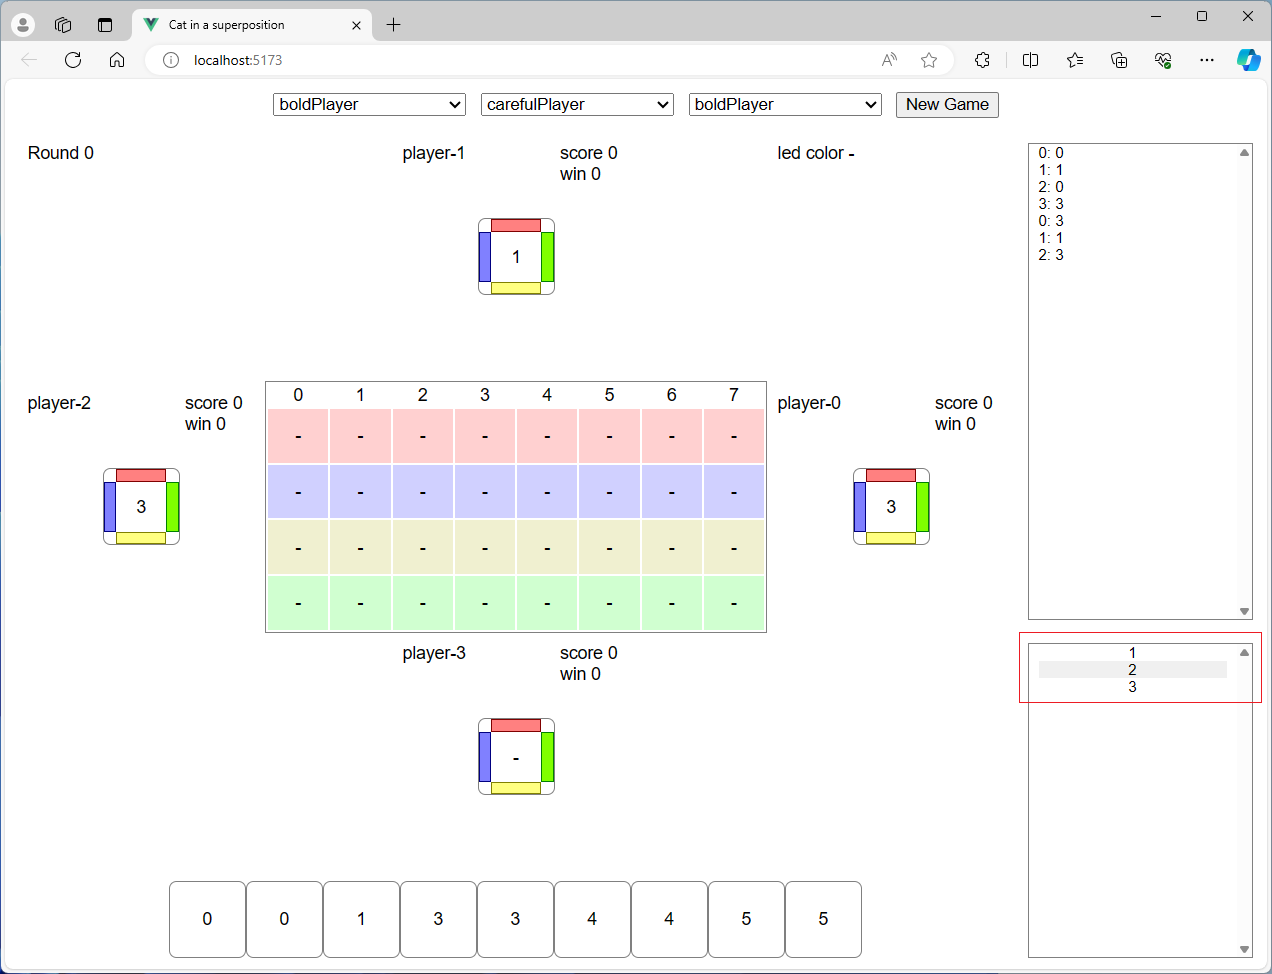 Cat in a superposition
localhost:5173
boldPlayer carefulPlayer boldPlayer New Game
Round 0 player-1 score 0 led color -
win 0
1
player-2 score 0
win 0
3
0 1 2 3 4 5 6 7
- - - - - - - -
- - - - - - - -
- - - - - - - -
- - - - - - - -
player-0 score 0
win 0
3
player-3 score 0
win 0
-
0 0 1 3 3 4 4 5 5
0: 0
1: 1
2: 0
3: 3
0: 3
1: 1
2: 3
1
2
3